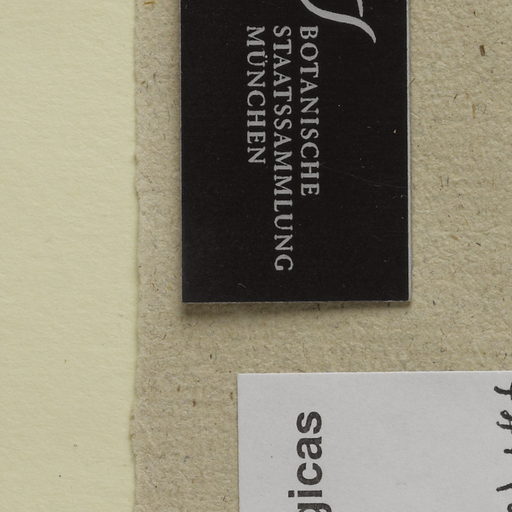 BOTANISCHE
STAATSSAMMLUNG
MÜNCHEN
gicas